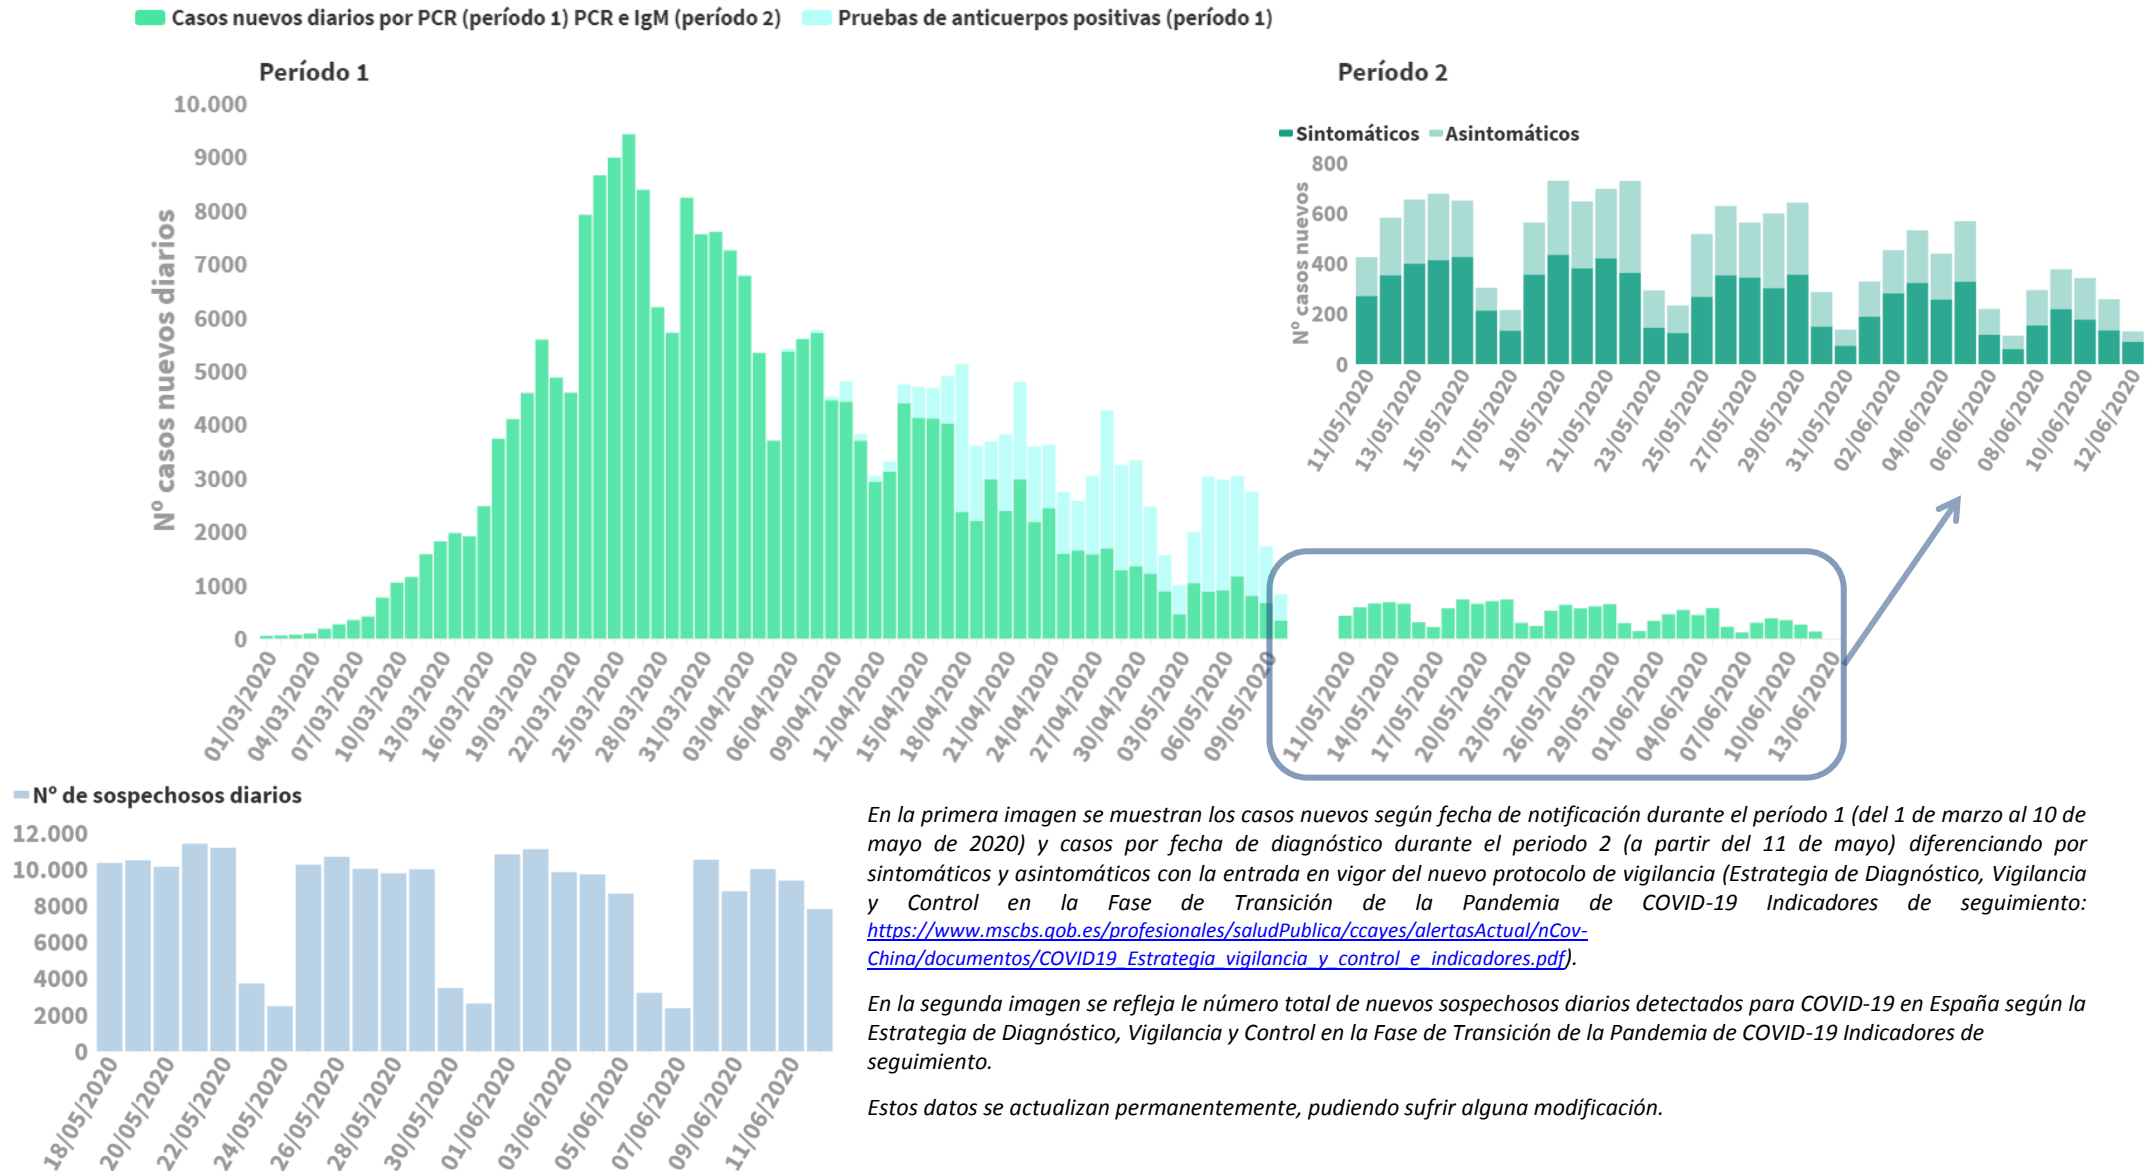 Casos nuevos diarios por PCR (período 1) PCR e IgM (período 2) Pruebas de anticuerpos positivas (período 1)
Período 1
Nº casos nuevos diarios
10.000
9000
8000
7000
6000
5000
4000
3000
2000
1000
0
01/03/2020 04/03/2020 07/03/2020 10/03/2020 13/03/2020 16/03/2020 19/03/2020 22/03/2020 25/03/2020 28/03/2020 31/03/2020 03/04/2020 06/04/2020 09/04/2020 12/04/2020 15/04/2020 18/04/2020 21/04/2020 24/04/2020 27/04/2020 30/04/2020 03/05/2020 06/05/2020 09/05/2020
Período 2
Sintomáticos Asintomáticos
Nº casos nuevos
800
600
400
200
0
11/05/2020 13/05/2020 15/05/2020 17/05/2020 19/05/2020 21/05/2020 23/05/2020 25/05/2020 27/05/2020 29/05/2020 31/05/2020 02/06/2020 04/06/2020 06/06/2020 08/06/2020 10/06/2020 12/06/2020
11/05/2020 14/05/2020 17/05/2020 20/05/2020 23/05/2020 26/05/2020 29/05/2020 01/06/2020 04/06/2020 07/06/2020 10/06/2020 13/06/2020
Nº de sospechosos diarios
12.000
10.000
8000
6000
4000
2000
0
18/05/2020 20/05/2020 22/05/2020 24/05/2020 26/05/2020 28/05/2020 30/05/2020 01/06/2020 03/06/2020 05/06/2020 07/06/2020 09/06/2020 11/06/2020
En la primera imagen se muestran los casos nuevos según fecha de notificación durante el período 1 (del 1 de marzo al 10 de
mayo de 2020) y casos por fecha de diagnóstico durante el periodo 2 (a partir del 11 de mayo) diferenciando por
sintomáticos y asintomáticos con la entrada en vigor del nuevo protocolo de vigilancia (Estrategia de Diagnóstico, Vigilancia
y Control en la Fase de Transición de la Pandemia de COVID-19 Indicadores de seguimiento:
https://www.mscbs.gob.es/profesionales/saludPublica/ccayes/alertasActual/nCov-
China/documentos/COVID19_Estrategia_vigilancia_y_control_e_indicadores.pdf).
En la segunda imagen se refleja le número total de nuevos sospechosos diarios detectados para COVID-19 en España según la
Estrategia de Diagnóstico, Vigilancia y Control en la Fase de Transición de la Pandemia de COVID-19 Indicadores de
seguimiento.
Estos datos se actualizan permanentemente, pudiendo sufrir alguna modificación.